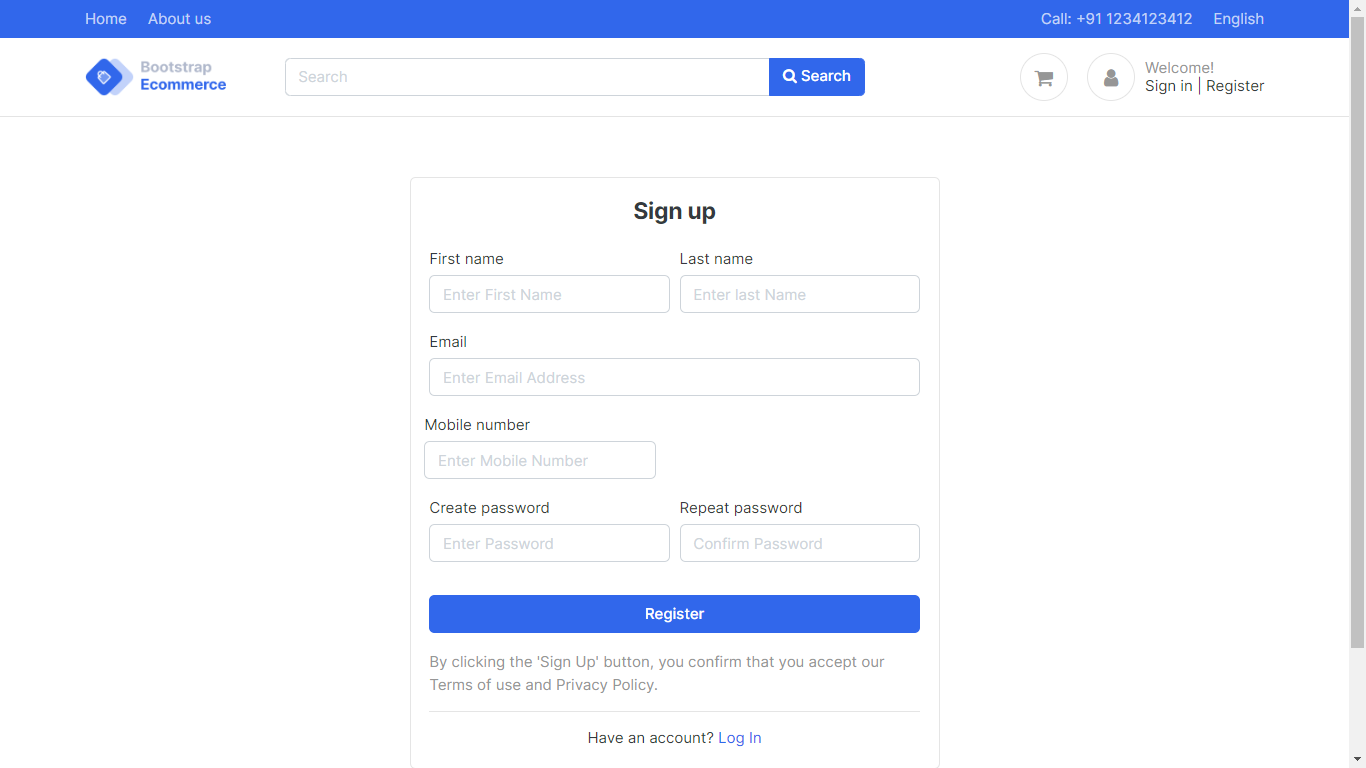 Home About us Call: +91 1234123412 English
Bootstrap
Ecommerce
Search Search
Welcome!
Sign in | Register
Sign up
First name Last name
Enter First Name Enter last Name
Email
Enter Email Address
Mobile number
Enter Mobile Number
Create password Repeat password
Enter Password Confirm Password
Register
By clicking the 'Sign Up' button, you confirm that you accept our
Terms of use and Privacy Policy.
Have an account? Log In